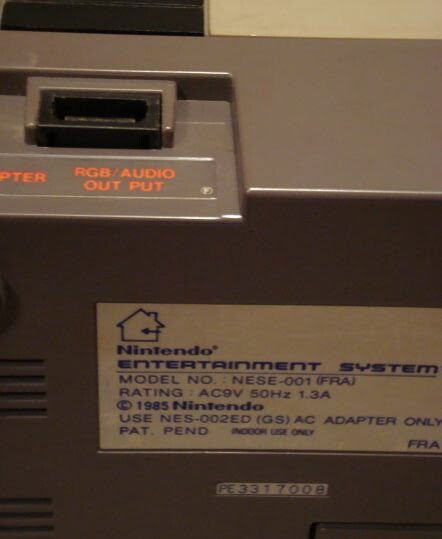 PTER RGB/AUDIO
OUT PUT
F
Nintendo®
ENTERTAINMENT SYSTEM
MODEL NO. : NESE-001 (FRA)
RATING : AC9V 50Hz 1.3A
© 1985 Nintendo
USE NES-002ED (GS) AC ADAPTER ONLY
PAT. PEND INDOOR USE ONLY
FRA
PE3317008